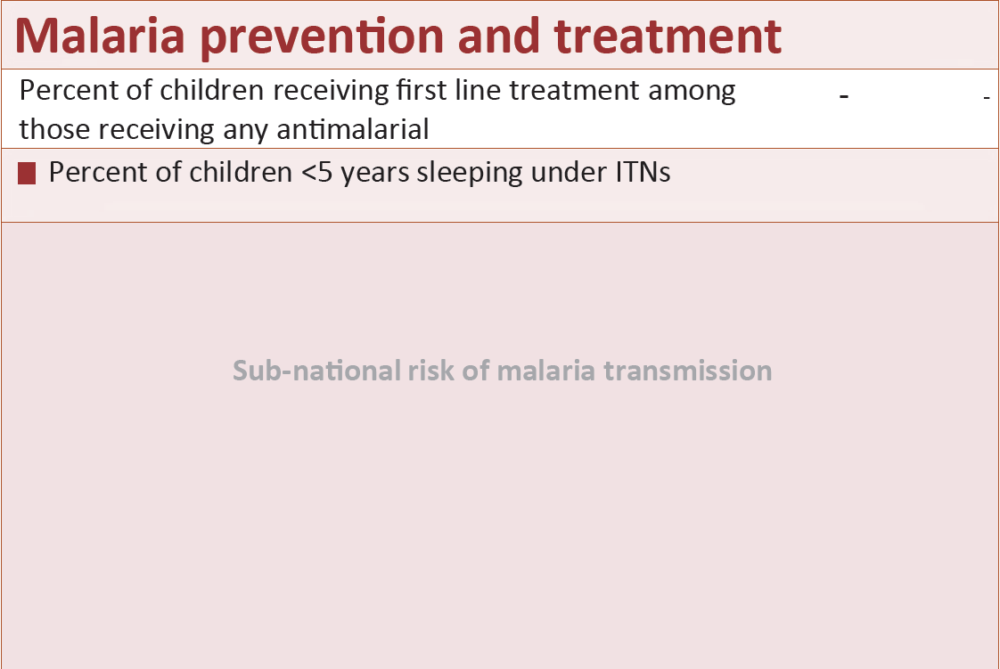 Malaria prevention and treatment
Percent of children receiving first line treatment among - -
those receiving any antimalarial
Percent of children <5 years sleeping under ITNs
Sub-national risk of malaria transmission